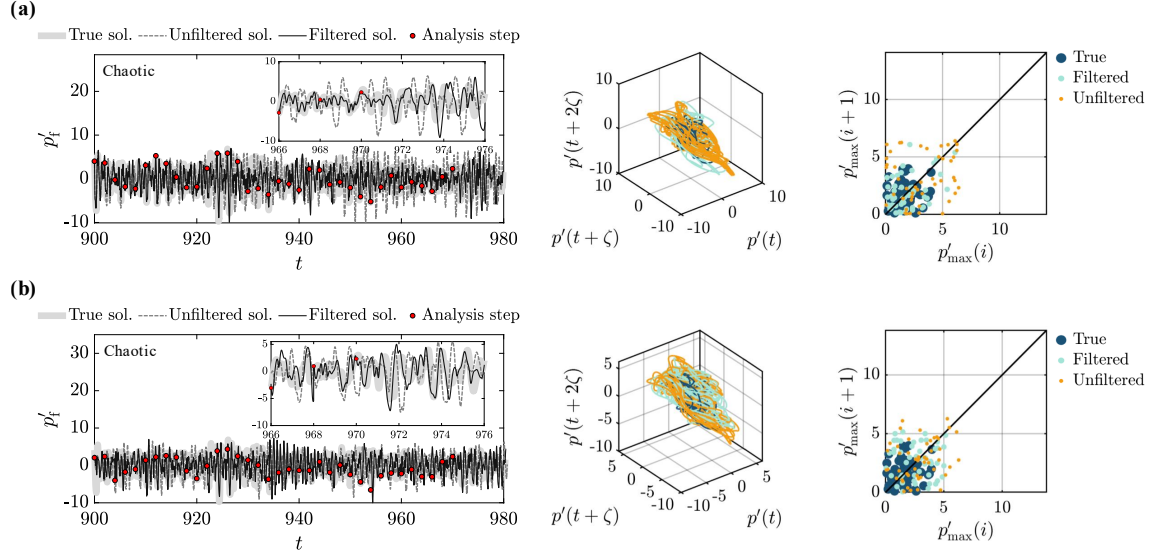 (a)
True sol. Unfiltered sol. Filtered sol. Analysis step
Chaotic
p′f
20
10
0
-10
900 920 940 960 980
t
10
0
-10
966 968 970 972 974 976
p′(t + 2ζ)
10
0
-10
10
0
-10
-10
0
10
p′(t + ζ)
p′(t)
p′max(i + 1)
10
5
0
0 5 10
p′max(i)
True
Filtered
Unfiltered
(b)
True sol. Unfiltered sol. Filtered sol. Analysis step
Chaotic
p′f
30
20
10
0
-10
900 920 940 960 980
t
5
0
-5
-10
966 968 970 972 974 976
p′(t + 2ζ)
5
0
-5
-10
5
0
-5
-10
-10
-5
0
5
p′(t + ζ)
p′(t)
p′max(i + 1)
10
5
0
0 5 10
p′max(i)
True
Filtered
Unfiltered